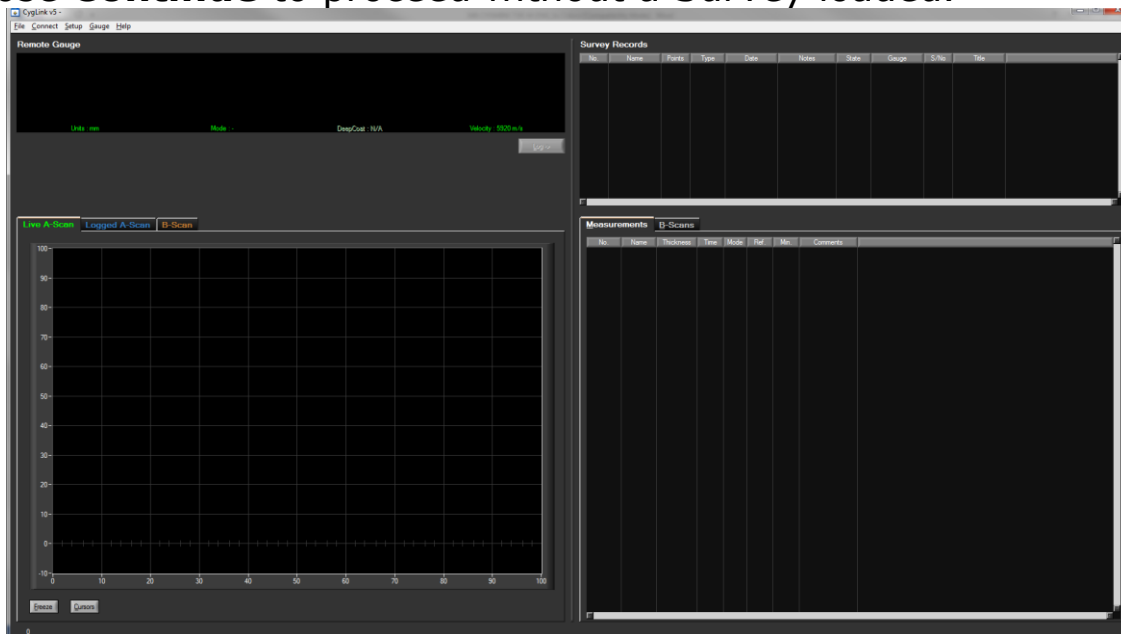 Continue to proceed without a Survey loaded.
CygLink v5 -
File Connect Setup Gauge Help
Remote Gauge
Units : mm Mode : - DeepCoat : N/A Velocity : 5920 m/s
Log ->
Survey Records
No. Name Points Type Date Notes State Gauge S/No Title
Live A-Scan Logged A-Scan B-Scan
100
90
80
70
60
50
40
30
20
10
0
-10
0 10 20 30 40 50 60 70 80 90 100
Freeze Cursors
Measurements B-Scans
No. Name Thickness Time Mode Ref. Min. Comments
0